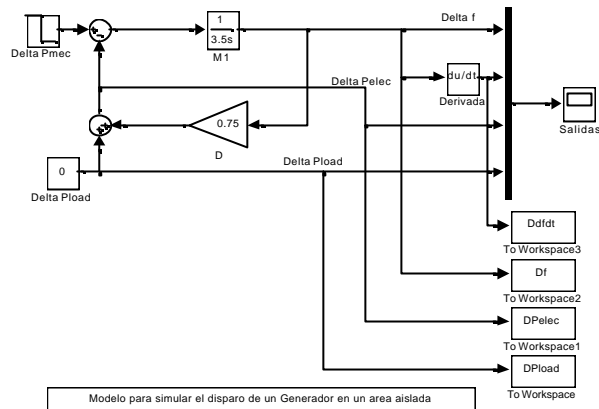 Delta Pmec
1
3.5s
M1
Delta f
Delta Pelec
du/dt
Derivada
Salidas
0.75
D
Delta Pload
0
Delta Pload
Ddfdt
To Workspace3
Df
To Workspace2
DPelec
To Workspace1
DPload
To Workspace
Modelo para simular el disparo de un Generador en un area aislada